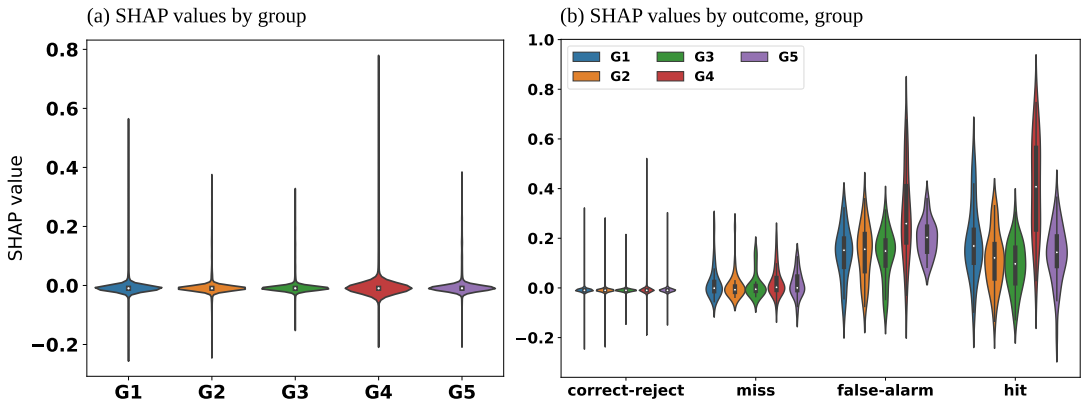 (a) SHAP values by group
SHAP value
0.8
0.6
0.4
0.2
0.0
−0.2
G1 G2 G3 G4 G5
(b) SHAP values by outcome, group
G1 G3 G5
G2 G4
1.0
0.8
0.6
0.4
0.2
0.0
−0.2
correct-reject miss false-alarm hit